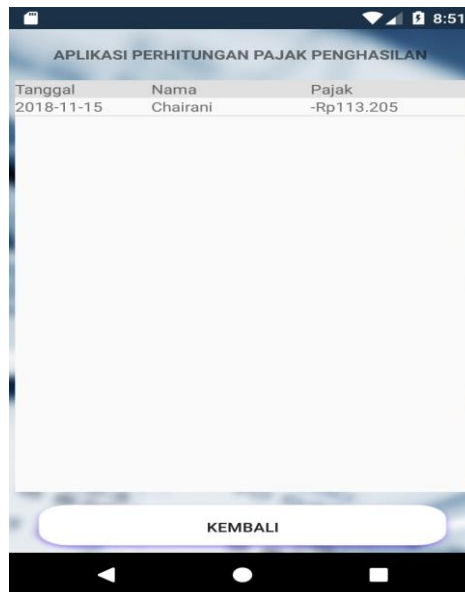 8:51
APLIKASI PERHITUNGAN PAJAK PENGHASILAN
Tanggal Nama Pajak
2018-11-15 Chairani -Rp113.205
KEMBALI